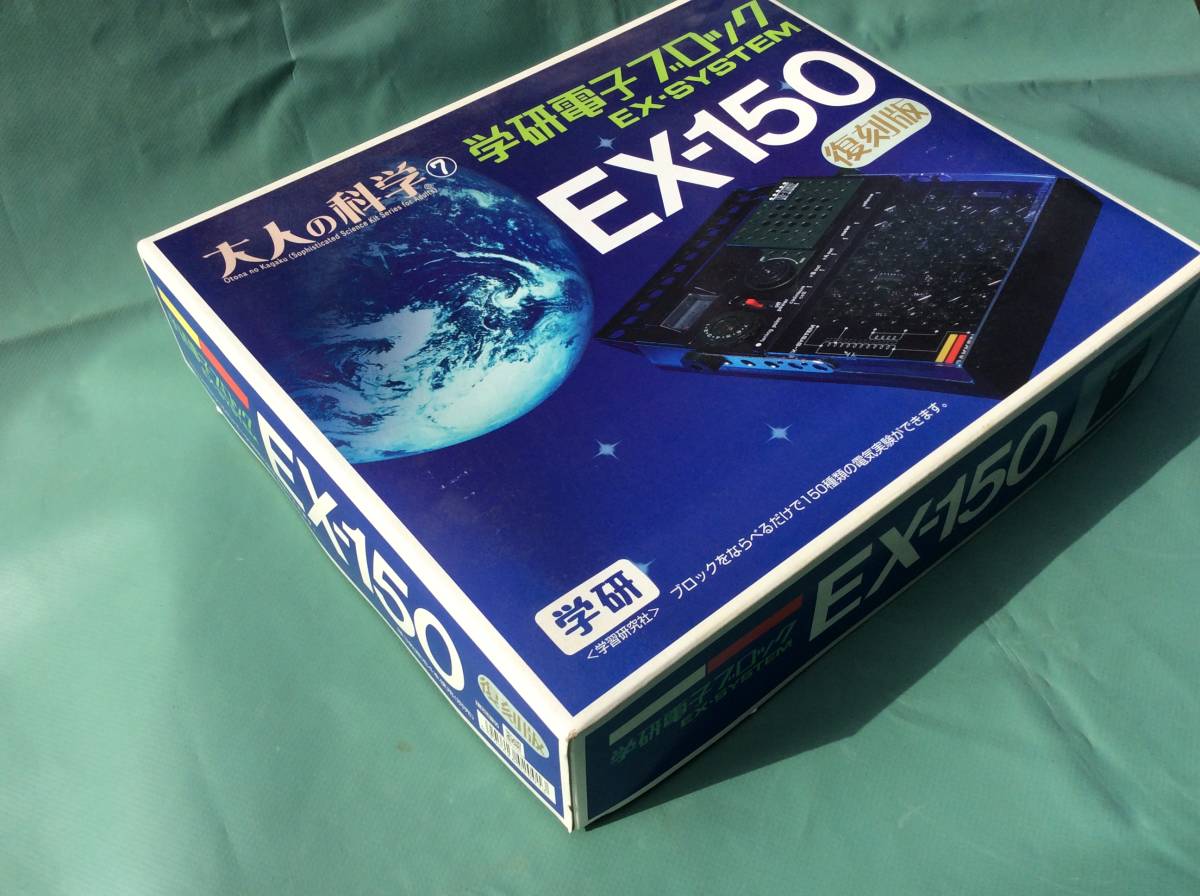 学研電子ブロック
EX-SYSTEM
EX-150
復刻版
大人の科学⑦
Otona no Kagaku (Sophisticated Science Kit Series for Adults)
ブロックをならべるだけで150種類の電気実験ができます。
学研
<学習研究社>
EX-150
復刻版
学研電子ブロック
EX-SYSTEM
EX-150